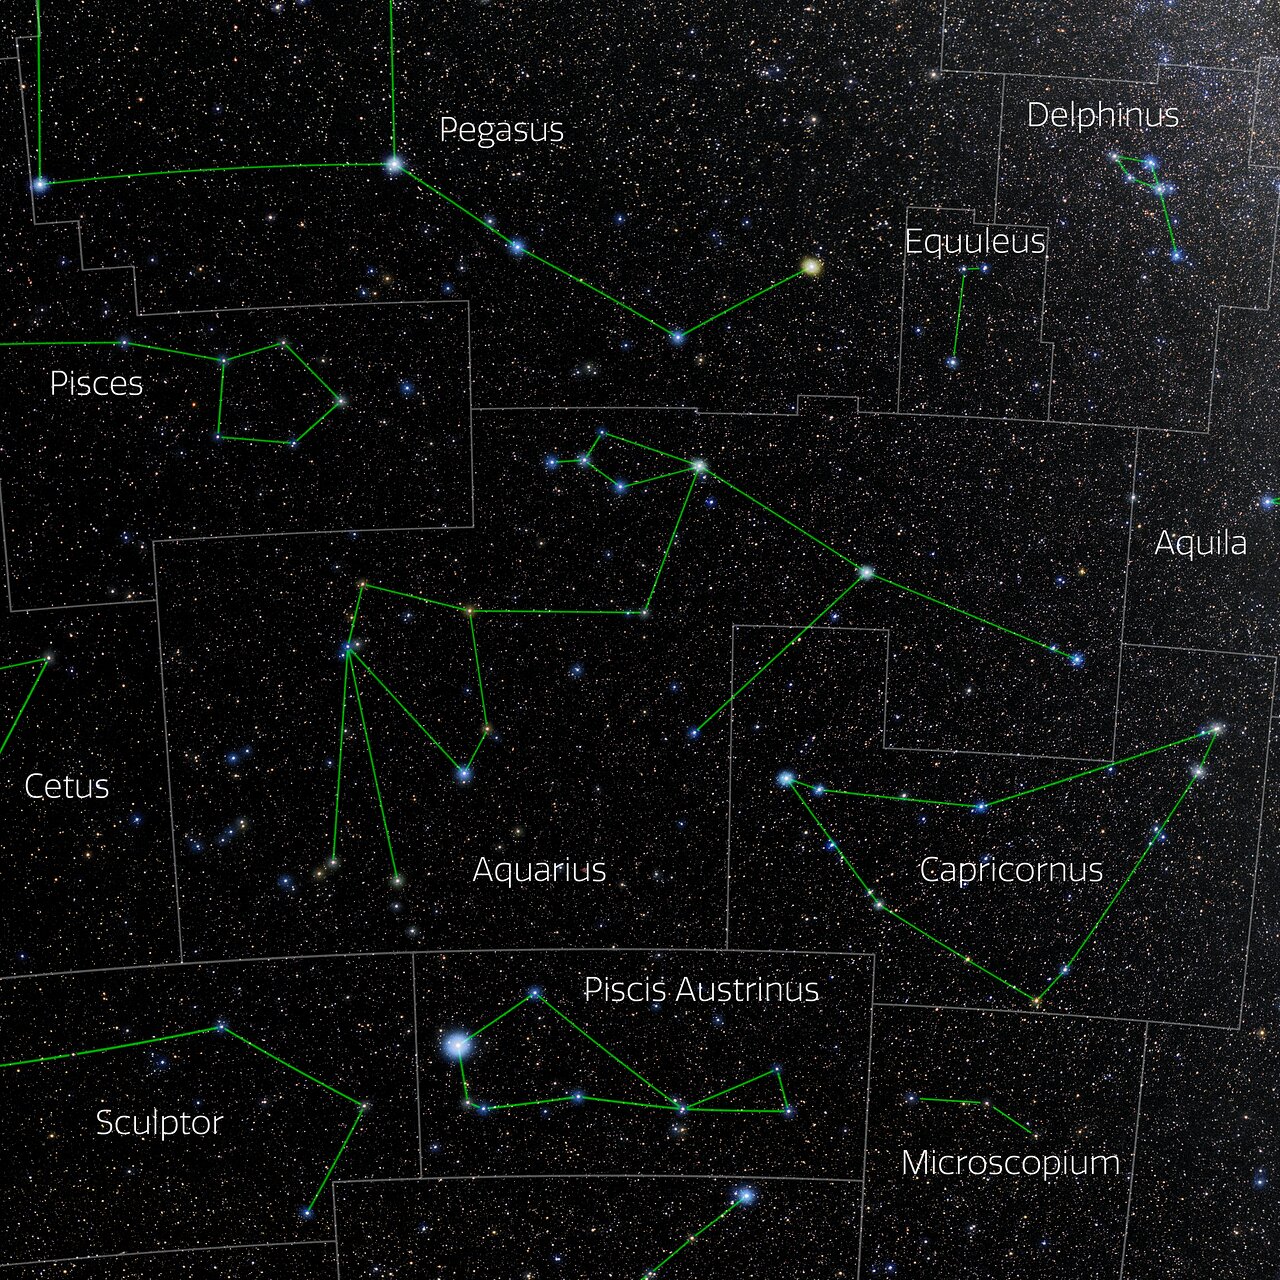 Delphinus
Pegasus
Equuleus
Pisces
Aquila
Cetus
Aquarius
Capricornus
Piscis Austrinus
Sculptor
Microscopium